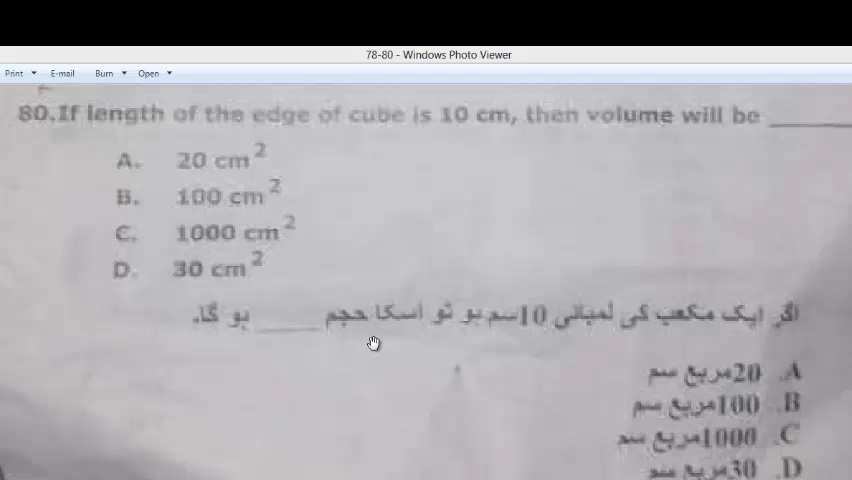 78-80 - Windows Photo Viewer
Print E-mail Burn Open
80.If length of the edge of cube is 10 cm, then volume will be ______
A. 20 cm²
B. 100 cm²
C. 1000 cm²
D. 30 cm²
اگر ایک مکعب کی لمبائی 10سم ہو تو اسکا حجم ______ ہو گا۔
A. 20مربع سم
B. 100مربع سم
C. 1000مربع سم
D. 30مربع سم